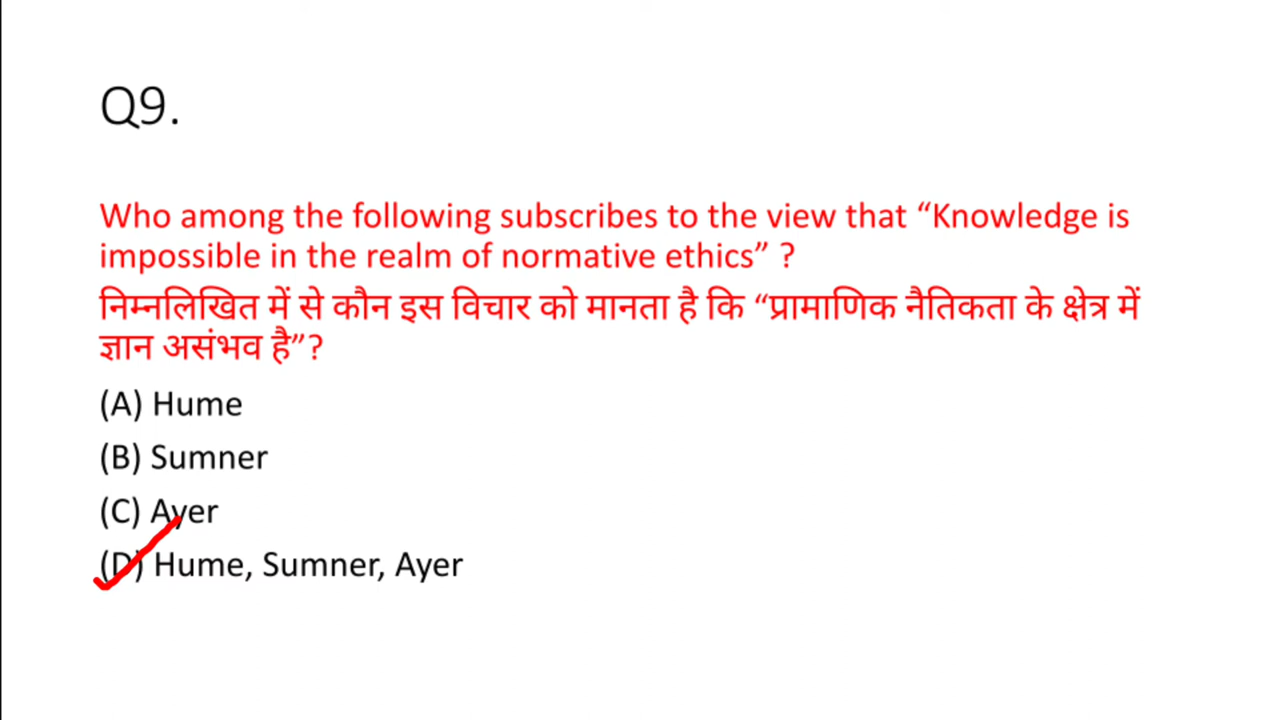 Q9.
Who among the following subscribes to the view that “Knowledge is
impossible in the realm of normative ethics” ?
निम्नलिखित में से कौन इस विचार को मानता है कि “प्रामाणिक नैतिकता के क्षेत्र में
ज्ञान असंभव है”?
(A) Hume
(B) Sumner
(C) Ayer
(D) Hume, Sumner, Ayer